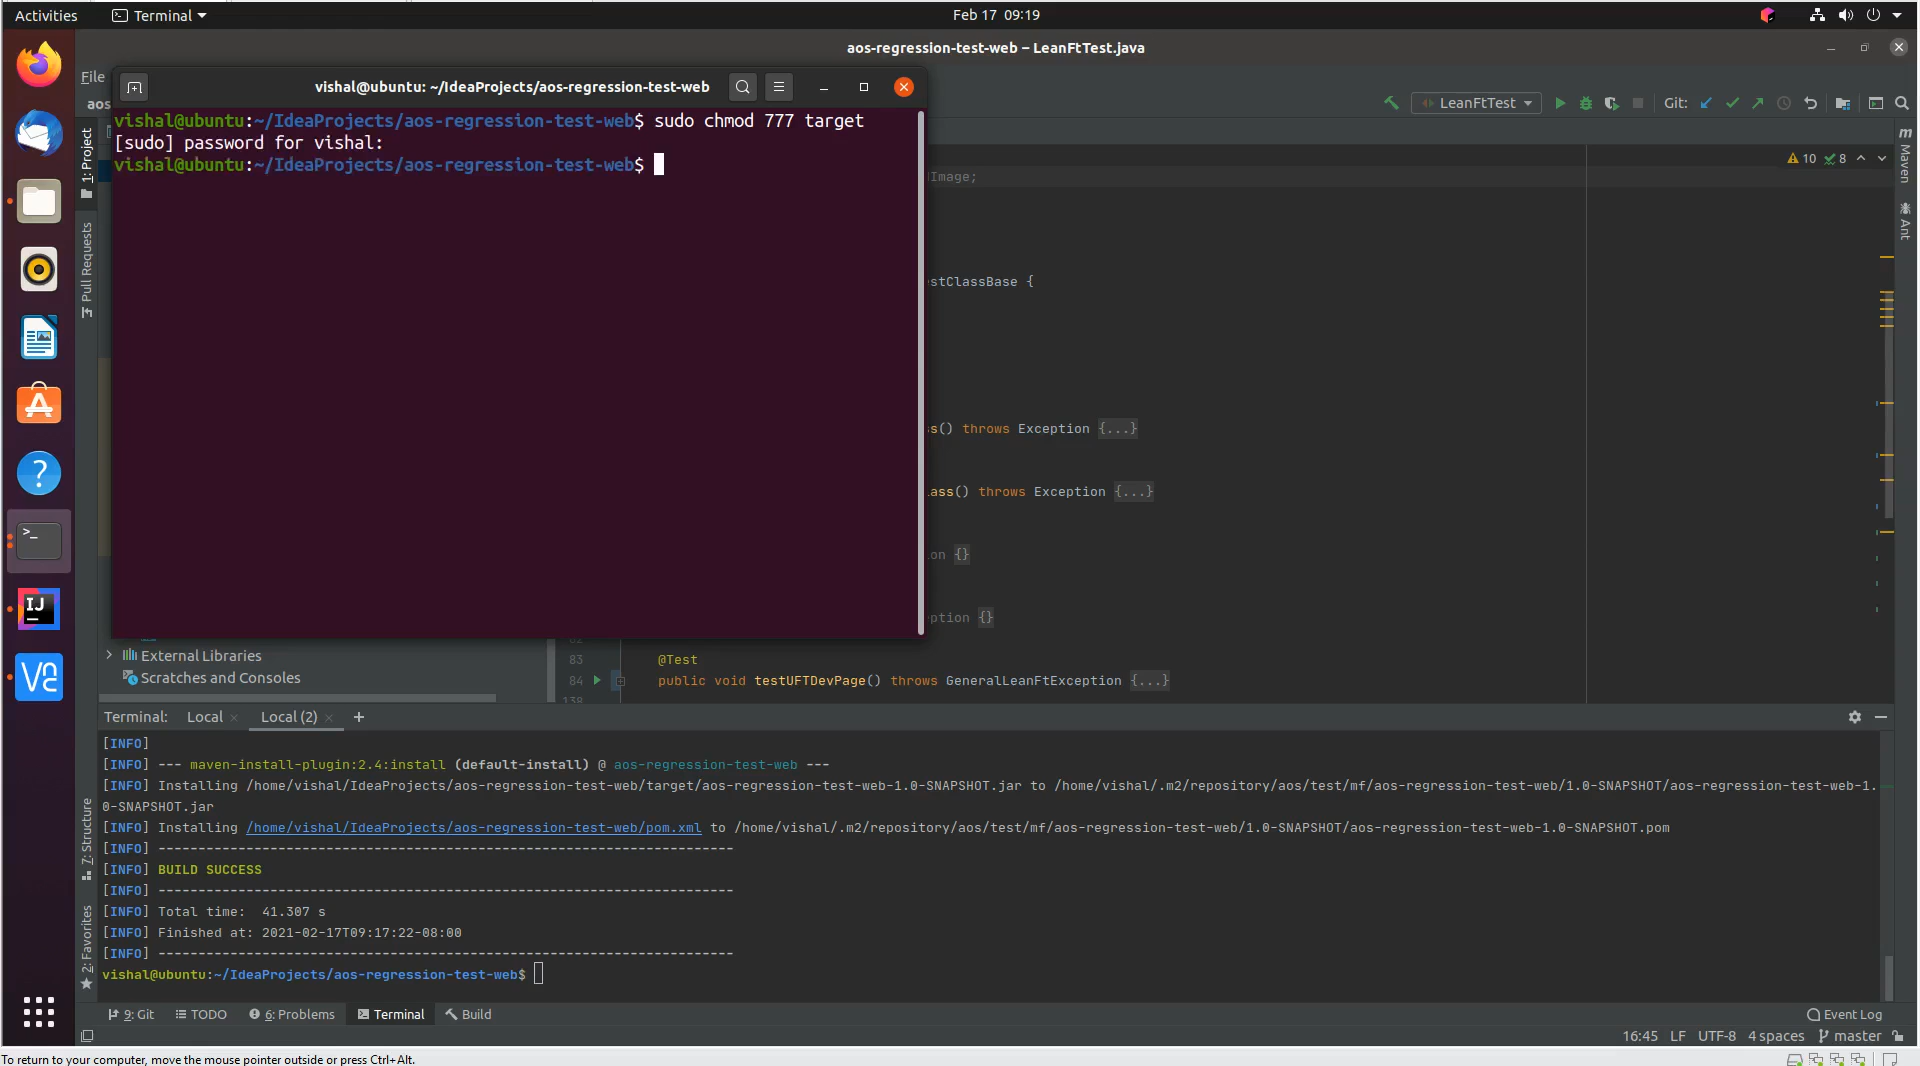 Activities
Terminal
Feb 17 09:19
aos-regression-test-web – LeanFtTest.java
File
vishal@ubuntu: ~/IdeaProjects/aos-regression-test-web
aos
LeanFtTest
Git:
vishal@ubuntu:~/IdeaProjects/aos-regression-test-web$ sudo chmod 777 target
[sudo] password for vishal:
vishal@ubuntu:~/IdeaProjects/aos-regression-test-web$
1: Project
Pull Requests
Maven
Ant
10
8
Image;
stClassBase {
() throws Exception {...}
ass() throws Exception {...}
on {}
ption {}
External Libraries
Scratches and Consoles
83
@Test
84
public void testUFTDevPage() throws GeneralLeanFtException {...}
138
Terminal:
Local
Local (2)
[INFO]
[INFO] --- maven-install-plugin:2.4:install (default-install) @ aos-regression-test-web ---
[INFO] Installing /home/vishal/IdeaProjects/aos-regression-test-web/target/aos-regression-test-web-1.0-SNAPSHOT.jar to /home/vishal/.m2/repository/aos/test/mf/aos-regression-test-web/1.0-SNAPSHOT/aos-regression-test-web-1.
0-SNAPSHOT.jar
[INFO] Installing /home/vishal/IdeaProjects/aos-regression-test-web/pom.xml to /home/vishal/.m2/repository/aos/test/mf/aos-regression-test-web/1.0-SNAPSHOT/aos-regression-test-web-1.0-SNAPSHOT.pom
[INFO] ------------------------------------------------------------------------
[INFO] BUILD SUCCESS
[INFO] ------------------------------------------------------------------------
[INFO] Total time:  41.307 s
[INFO] Finished at: 2021-02-17T09:17:22-08:00
[INFO] ------------------------------------------------------------------------
vishal@ubuntu:~/IdeaProjects/aos-regression-test-web$
7: Structure
2: Favorites
9: Git
TODO
6: Problems
Terminal
Build
Event Log
16:45
LF
UTF-8
4 spaces
master
To return to your computer, move the mouse pointer outside or press Ctrl+Alt.